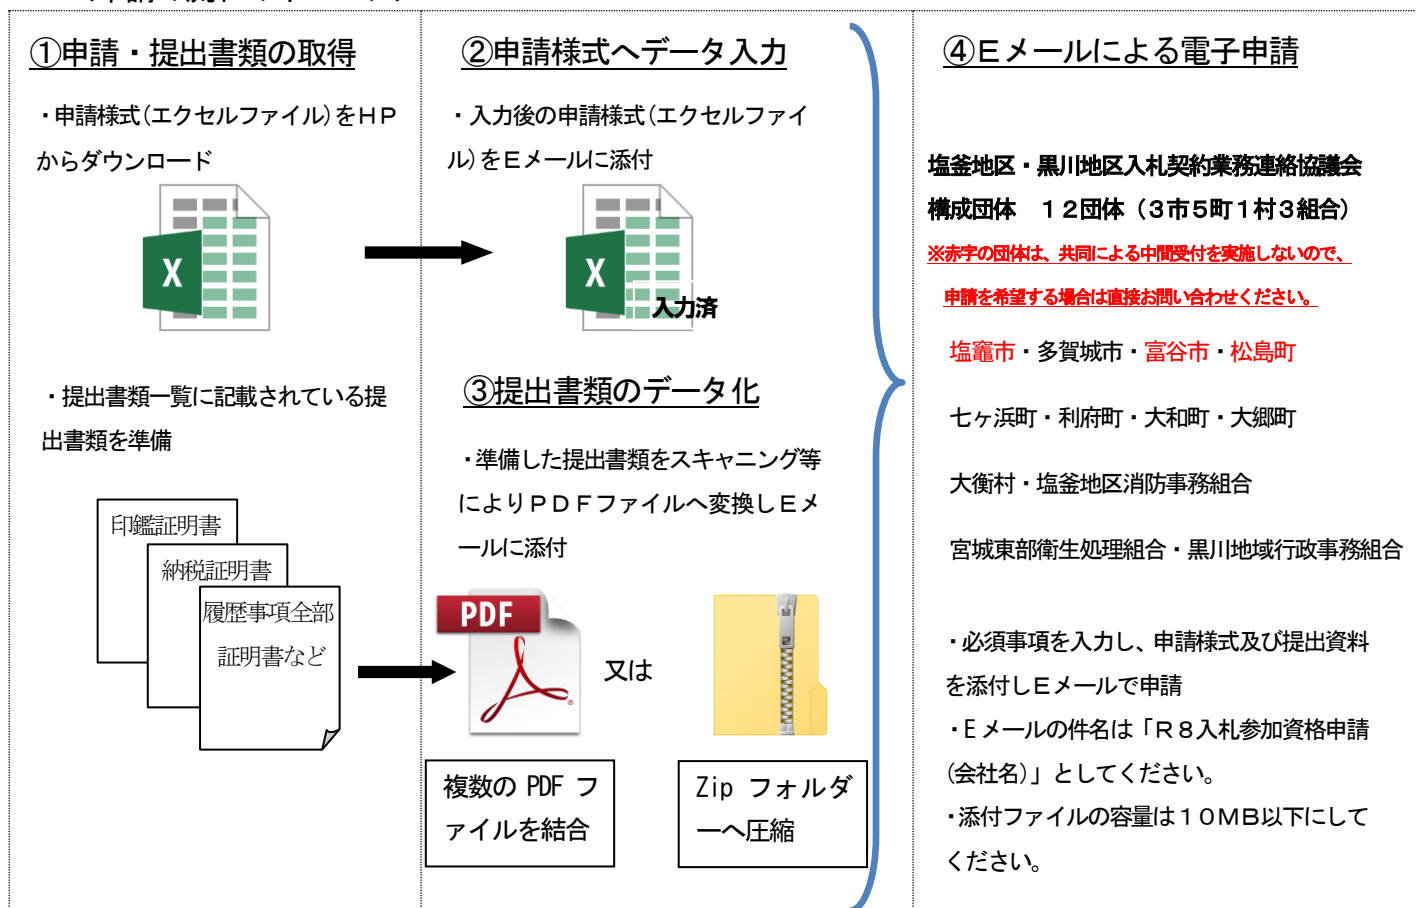 ①申請・提出書類の取得
・申請様式(エクセルファイル)をＨＰ
からダウンロード
・提出書類一覧に記載されている提
出書類を準備
印鑑証明書
納税証明書
履歴事項全部
証明書など
②申請様式へデータ入力
・入力後の申請様式(エクセルファイ
ル)をＥメールに添付
X
X
入力済
③提出書類のデータ化
・準備した提出書類をスキャニング等
によりＰＤＦファイルへ変換しＥメ
ールに添付
PDF
又は
複数の PDF フ
ァイルを結合
Zip フォルダ
ーへ圧縮
④Ｅメールによる電子申請
塩釜地区・黒川地区入札契約業務連絡協議会
構成団体　１２団体（３市５町１村３組合）
※赤字の団体は、共同による中間受付を実施しないので、
申請を希望する場合は直接お問い合わせください。
塩竈市・多賀城市・富谷市・松島町
七ヶ浜町・利府町・大和町・大郷町
大衡村・塩釜地区消防事務組合
宮城東部衛生処理組合・黒川地域行政事務組合
・必須事項を入力し、申請様式及び提出資料
を添付しＥメールで申請
・Ｅメールの件名は「Ｒ８入札参加資格申請
(会社名)」としてください。
・添付ファイルの容量は１０ＭＢ以下にして
ください。